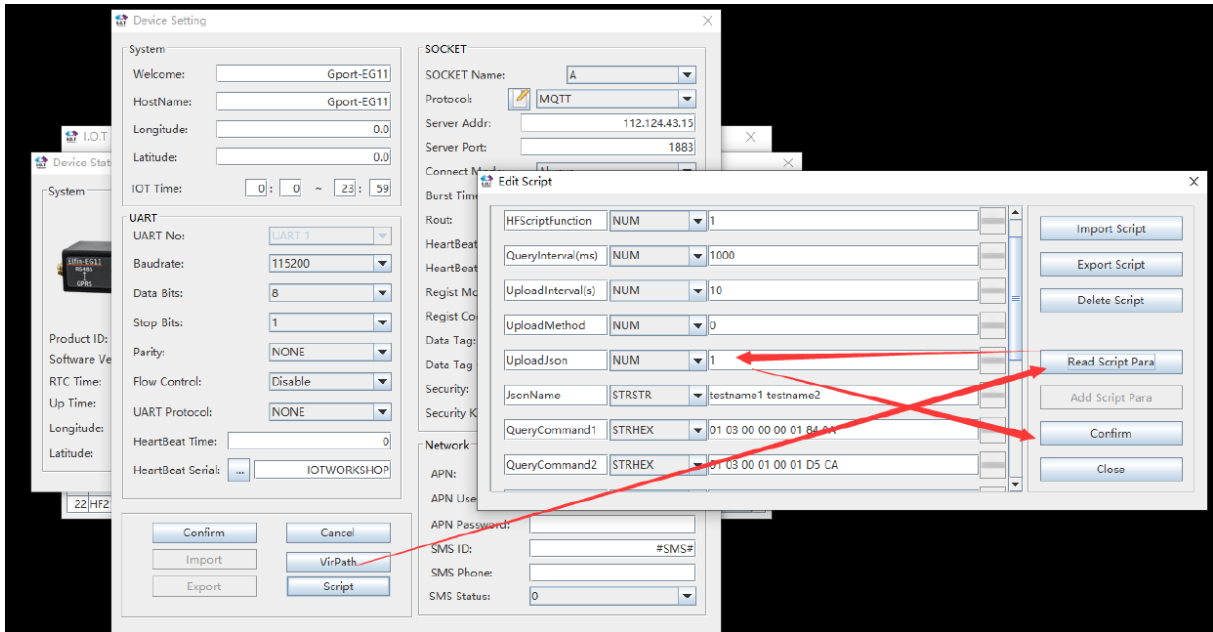 Device Setting
System
Welcome: Gport-EG11
HostName: Gport-EG11
Longitude: 0.0
Latitude: 0.0
IOT Time: 0 : 0 ~ 23 : 59
UART
UART No: UART 1
Baudrate: 115200
Data Bits: 8
Stop Bits: 1
Parity: NONE
Flow Control: Disable
UART Protocol: NONE
HeartBeat Time: 0
HeartBeat Serial: ... IOTWORKSHOP
Confirm Cancel
Import VirPath
Export Script
SOCKET
SOCKET Name: A
Protocol: MQTT
Server Addr: 112.124.43.15
Server Port: 1883
Connect
Burst Time
Rout:
HeartBeat
HeartBeat
Regist
Regist
Data Tag:
Data Tag
Security:
Security K
Network
APN:
APN Use
APN Password:
SMS ID: #SMS#
SMS Phone:
SMS Status: 0
I.O.T
Device Stat
System
Elfin-EG11
RS485
GPRS
Product ID:
Software Ve
RTC Time:
Up Time:
Longitude:
Latitude:
22 HF2
Edit Script
HFScriptFunction NUM 1
QueryInterval(ms) NUM 1000
UploadInterval(s) NUM 10
UploadMethod NUM 0
UploadJson NUM 1
JsonName STRSTR testname1 testname2
QueryCommand1 STRHEX 01 03 00 00 00 01 84 0A
QueryCommand2 STRHEX 01 03 00 01 00 01 D5 CA
Import Script
Export Script
Delete Script
Read Script Para
Add Script Para
Confirm
Close